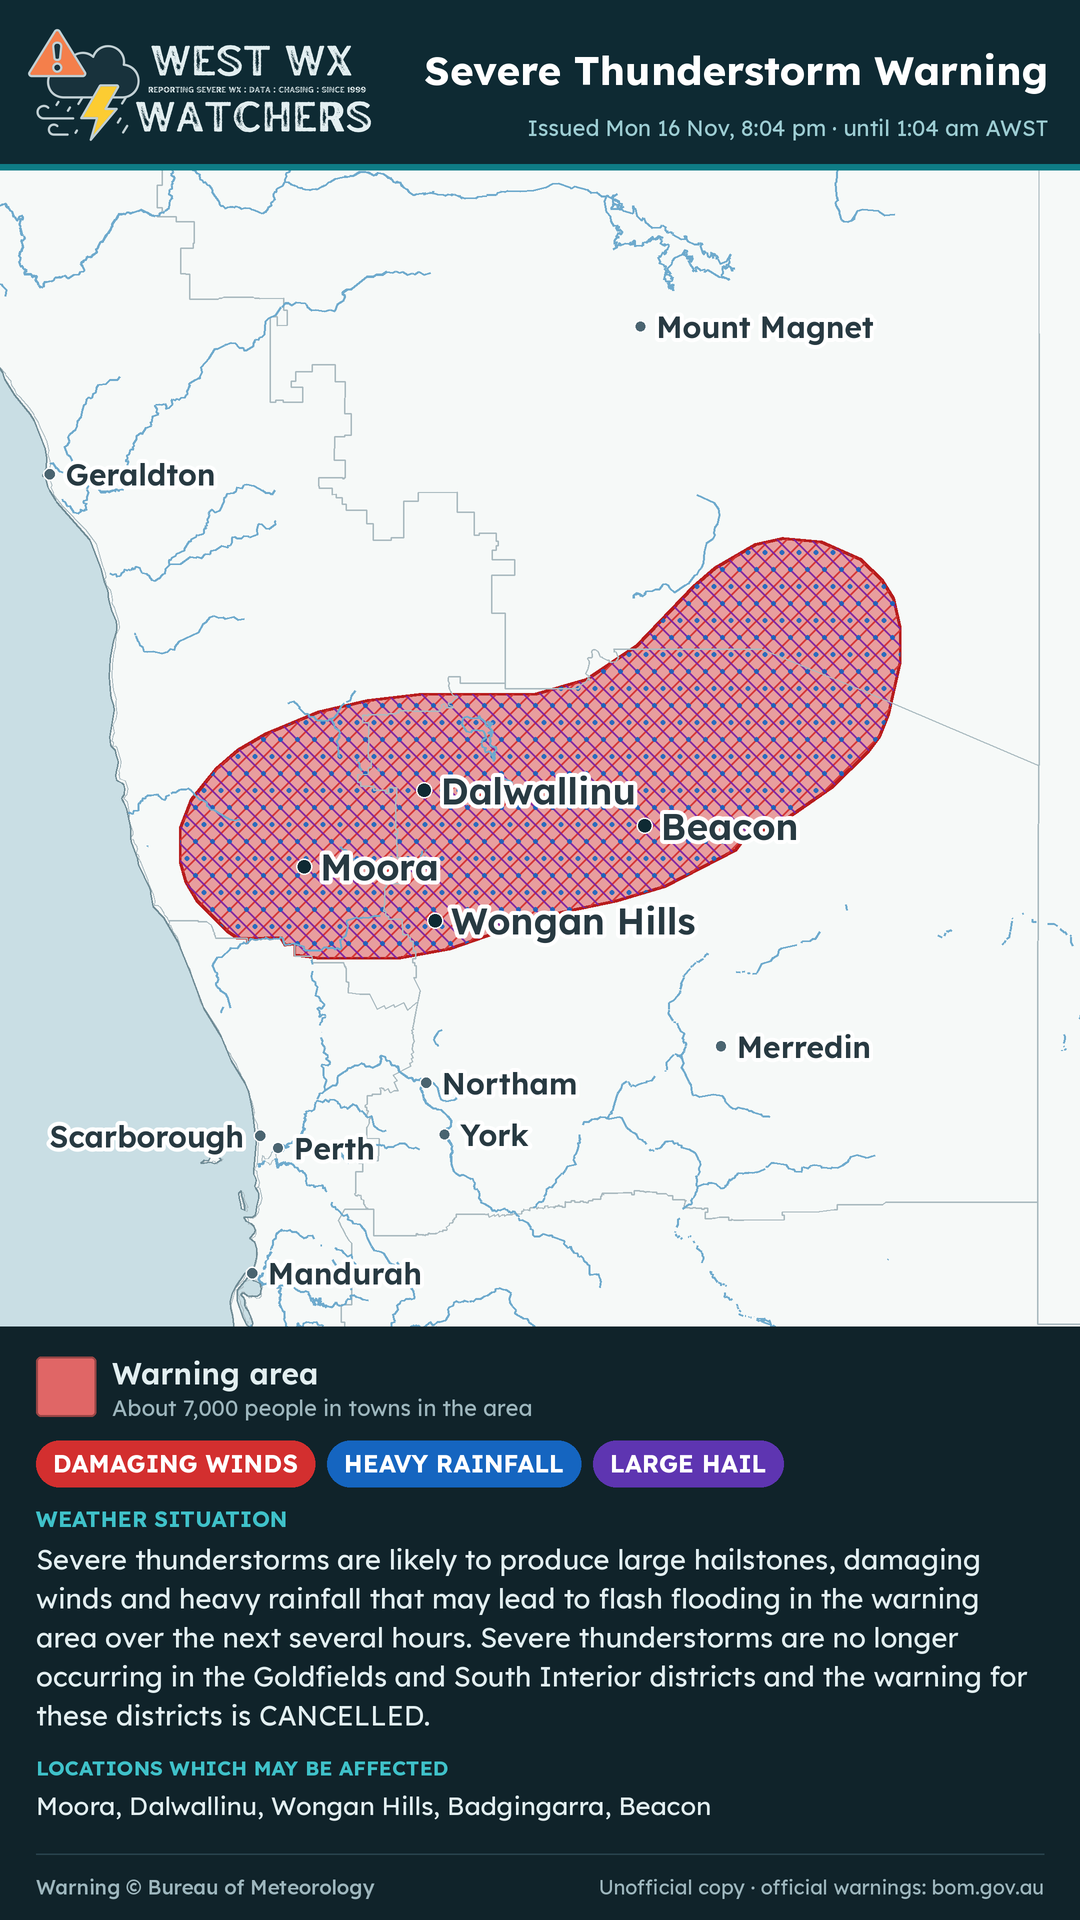 WEST WX
REPORTING SEVERE WX : DATA : CHASING : SINCE 1999
WATCHERS
Severe Thunderstorm Warning
Issued Mon 16 Nov, 8:04 pm · until 1:04 am AWST
Mount Magnet
Geraldton
Dalwallinu
Beacon
Moora
Wongan Hills
Merredin
Northam
Scarborough
Perth
York
Mandurah
Warning area
About 7,000 people in towns in the area
DAMAGING WINDS
HEAVY RAINFALL
LARGE HAIL
WEATHER SITUATION
Severe thunderstorms are likely to produce large hailstones, damaging
winds and heavy rainfall that may lead to flash flooding in the warning
area over the next several hours. Severe thunderstorms are no longer
occurring in the Goldfields and South Interior districts and the warning for
these districts is CANCELLED.
LOCATIONS WHICH MAY BE AFFECTED
Moora, Dalwallinu, Wongan Hills, Badgingarra, Beacon
Warning © Bureau of Meteorology
Unofficial copy · official warnings: bom.gov.au